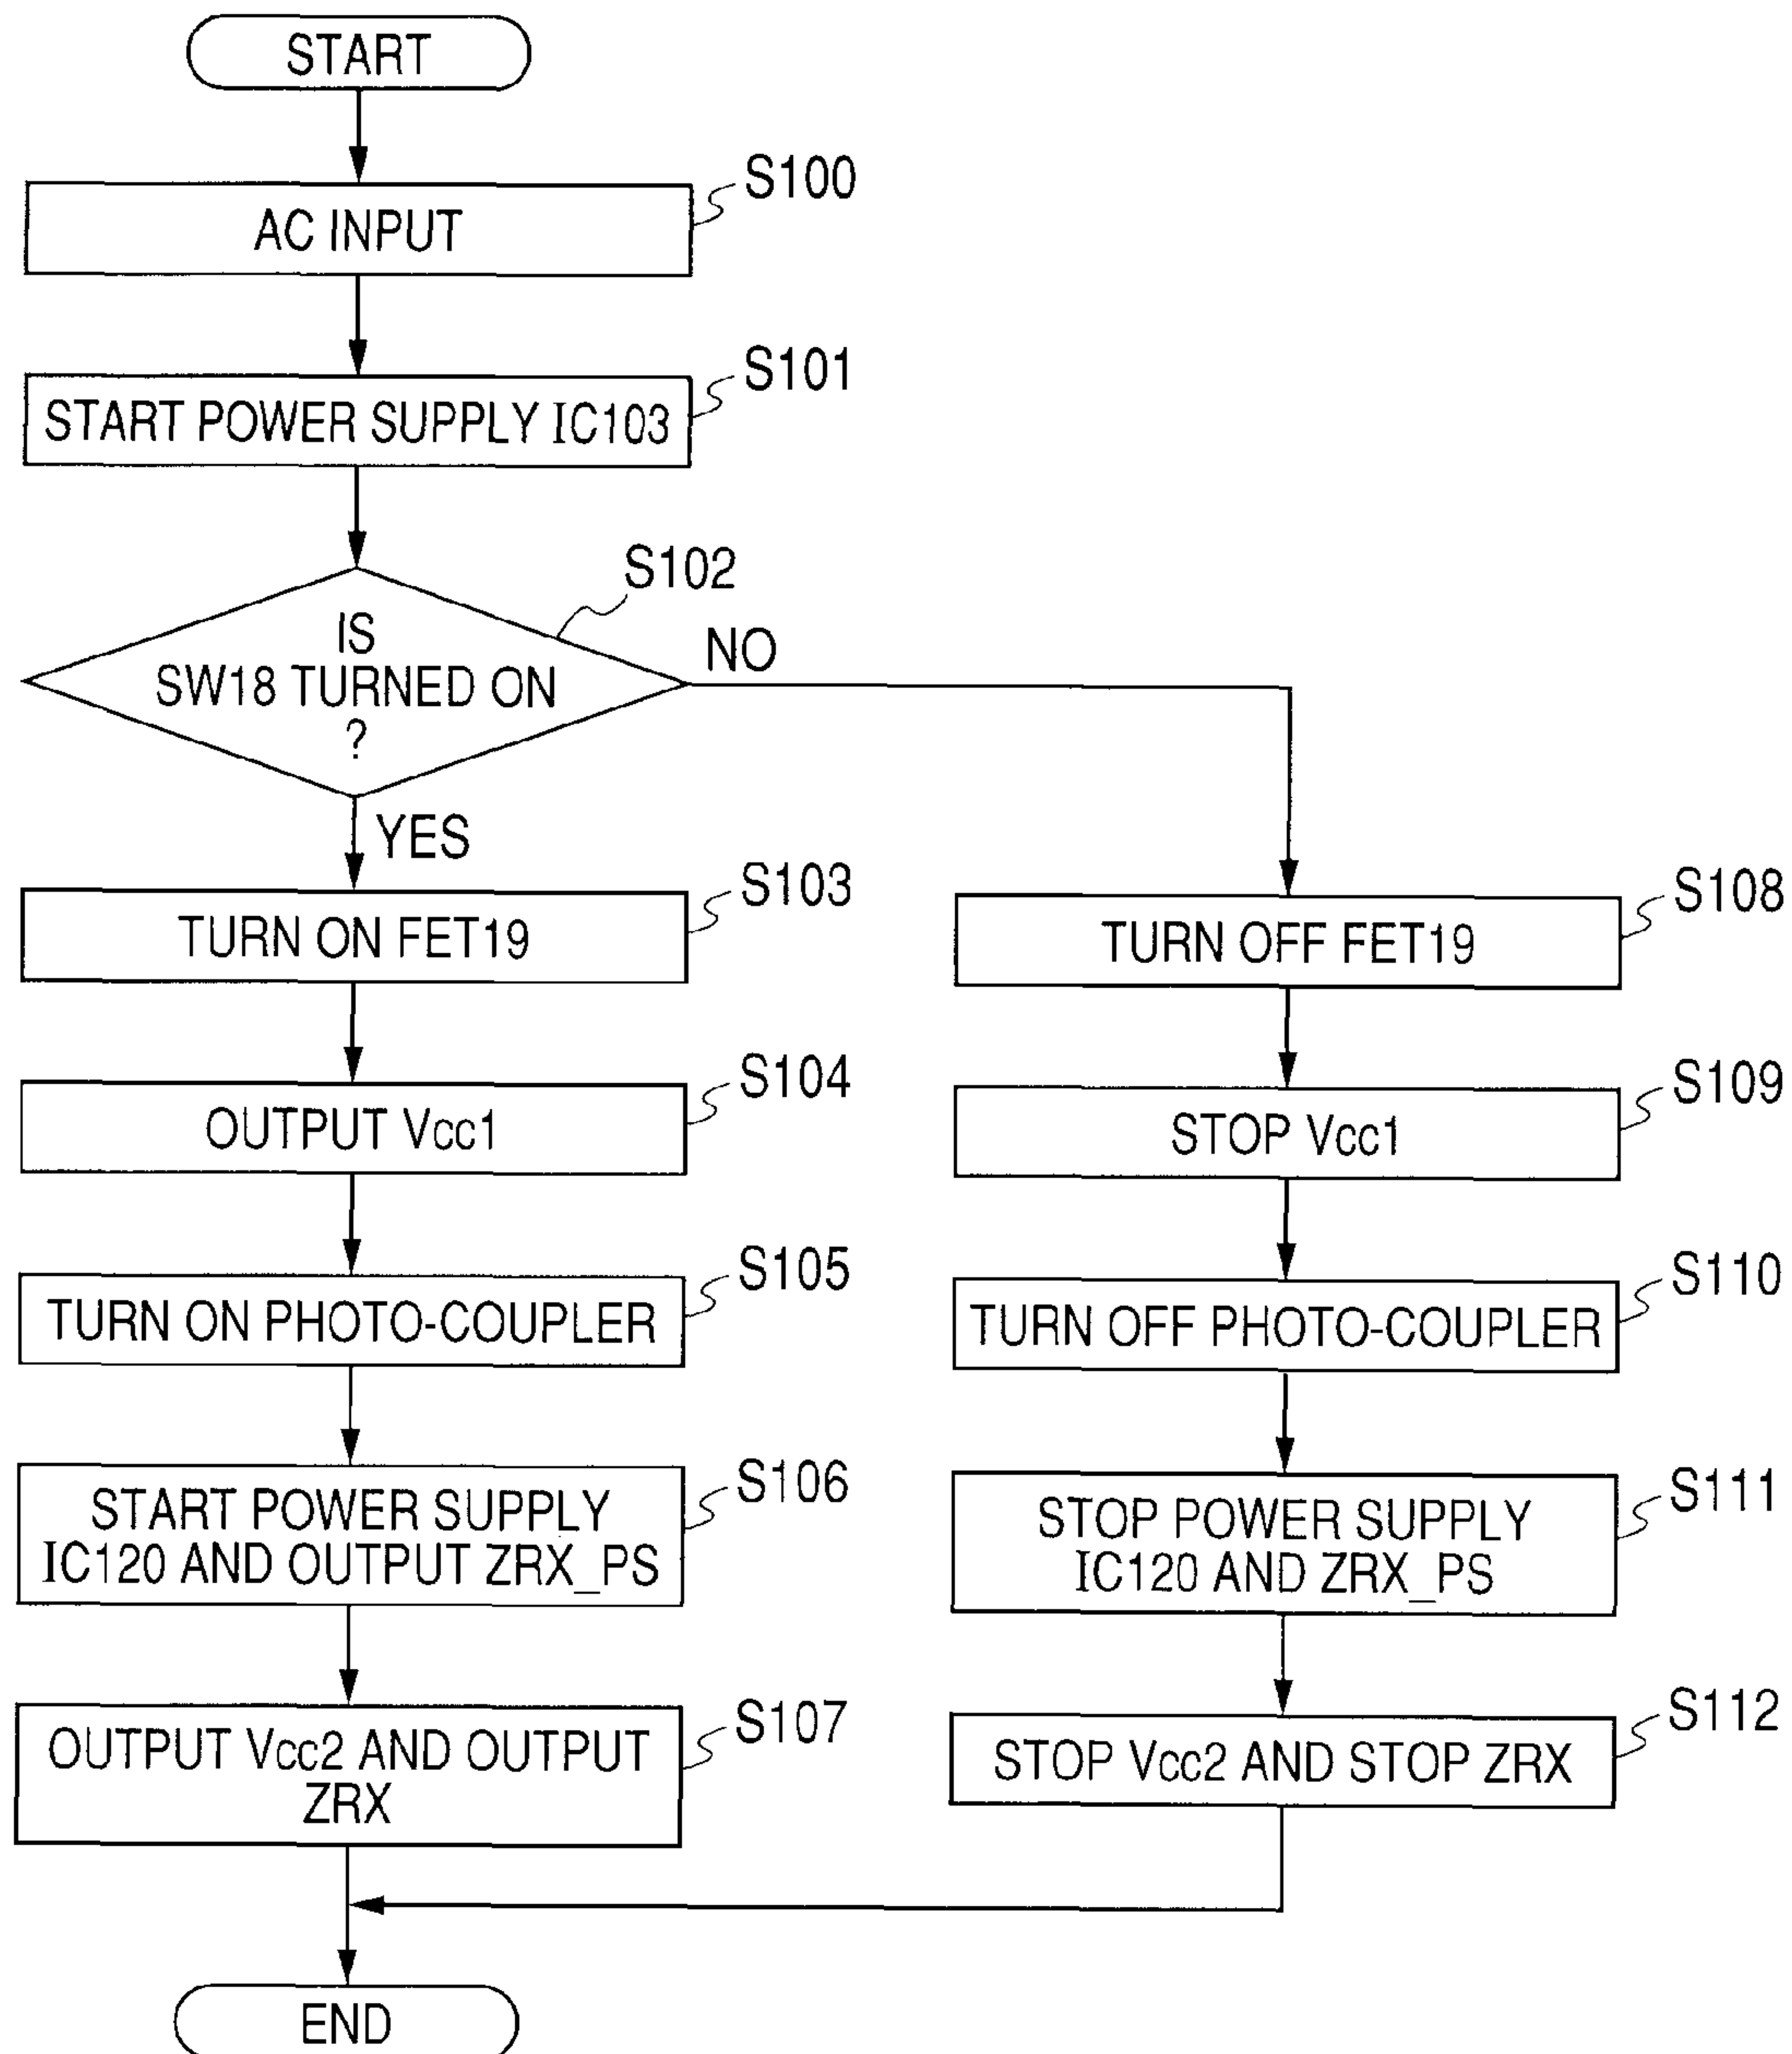 START
S100
AC INPUT
S101
START POWER SUPPLY IC103
S102
IS
SW18 TURNED ON
?
NO
YES
S103
TURN ON FET19
S104
OUTPUT Vcc1
S105
TURN ON PHOTO-COUPLER
S106
START POWER SUPPLY
IC120 AND OUTPUT ZRX_PS
S107
OUTPUT Vcc2 AND OUTPUT
ZRX
S108
TURN OFF FET19
S109
STOP Vcc1
S110
TURN OFF PHOTO-COUPLER
S111
STOP POWER SUPPLY
IC120 AND ZRX_PS
S112
STOP Vcc2 AND STOP ZRX
END